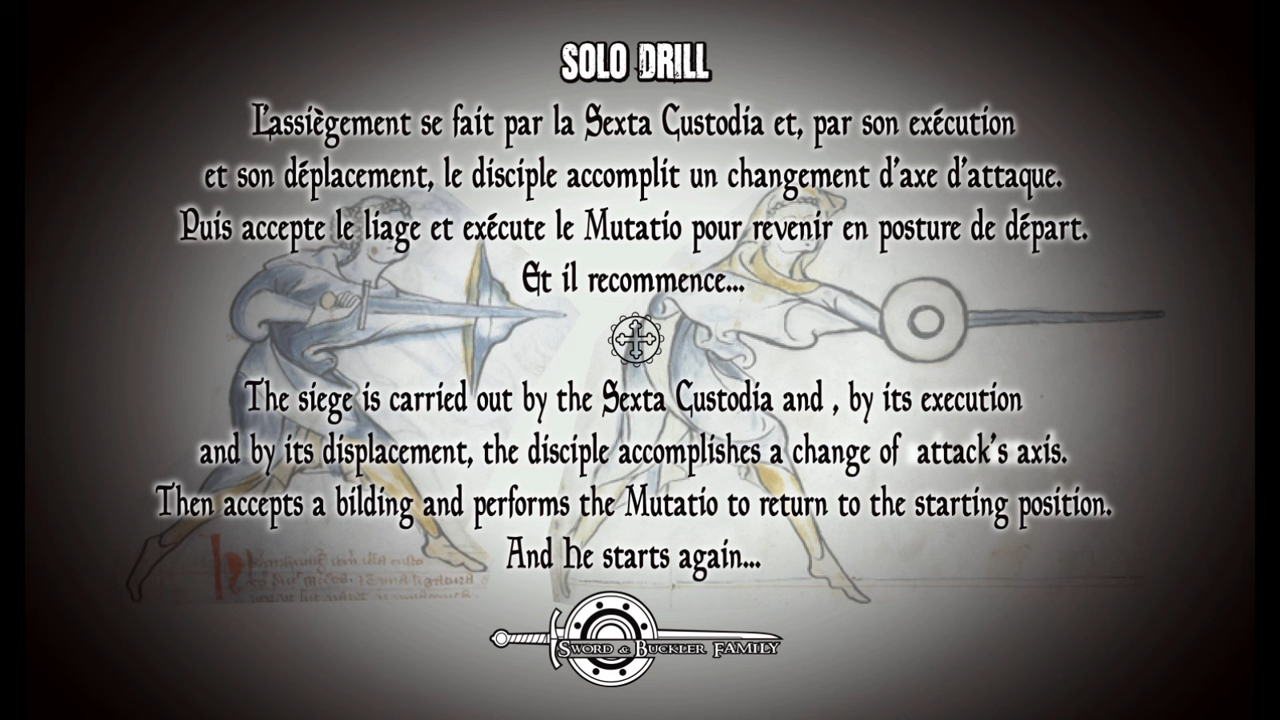 SOLO DRILL
L'assiègement se fait par la Sexta Custodia et, par son exécution
et son déplacement, le disciple accomplit un changement d'axe d'attaque.
Puis accepte le liage et exécute le Mutatio pour revenir en posture de départ.
Et il recommence...
The siege is carried out by the Sexta Custodia and , by its execution
and by its displacement, the disciple accomplishes a change of attack's axis.
Then accepts a bilding and performs the Mutatio to return to the starting position.
And he starts again...
SWORD & BUCKLER FAMILY